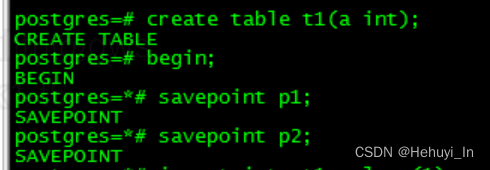 postgres=# create table t1(a int);
CREATE TABLE
postgres=# begin;
BEGIN
postgres=*# savepoint p1;
SAVEPOINT
postgres=*# savepoint p2;
SAVEPOINT
CSDN @Hehuyi_In